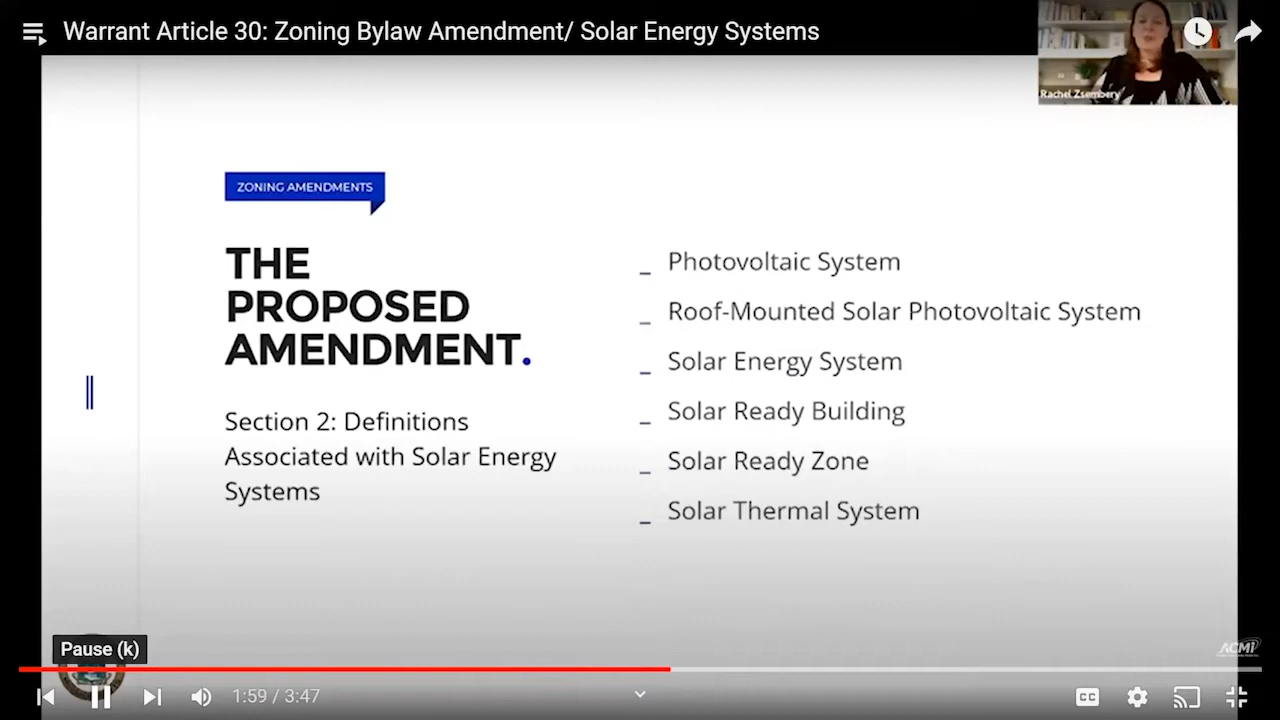 Warrant Article 30: Zoning Bylaw Amendment/ Solar Energy Systems
Rachel Zsembery
ZONING AMENDMENTS
THE
PROPOSED
AMENDMENT.
Section 2: Definitions
Associated with Solar Energy
Systems
_ Photovoltaic System
_ Roof-Mounted Solar Photovoltaic System
_ Solar Energy System
_ Solar Ready Building
_ Solar Ready Zone
_ Solar Thermal System
ACMi
Pause (k)
1:59 / 3:47
CC